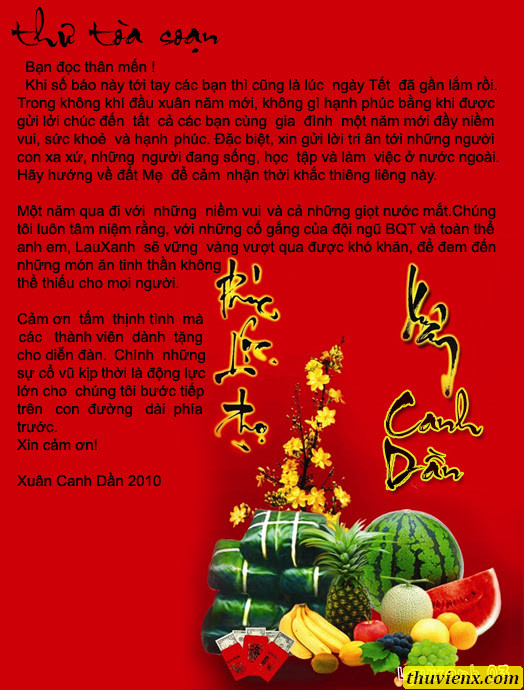 thư tòa soạn
Bạn đọc thân mến !
Khi số báo này tới tay các bạn thì cũng là lúc ngày Tết đã gần lắm rồi.
Trong không khí đầu xuân năm mới, không gì hạnh phúc bằng khi được
gửi lời chúc đến tất cả các bạn cùng gia đình một năm mới đầy niềm
vui, sức khoẻ và hạnh phúc. Đặc biệt, xin gửi lời tri ân tới những người
con xa xứ, những người đang sống, học tập và làm việc ở nước ngoài.
Hãy hướng về đất Mẹ để cảm nhận thời khắc thiêng liêng này.
Một năm qua đi với những niềm vui và cả những giọt nước mắt.Chúng
tôi luôn tâm niệm rằng, với những cố gắng của đội ngũ BQT và toàn thể
anh em, LauXanh sẽ vững vàng vượt qua được khó khăn, để đem đến
những món ăn tinh thần không
thể thiếu cho mọi người.
Cảm ơn tấm thịnh tình mà
các thành viên dành tặng
cho diễn đàn. Chính những
sự cổ vũ kịp thời là động lực
lớn cho chúng tôi bước tiếp
trên con đường dài phía
trước.
Xin cảm ơn!
Xuân Canh Dần 2010
Phúc
Lộc
Thọ
Xuân
Canh
Dần
thuvienx.com